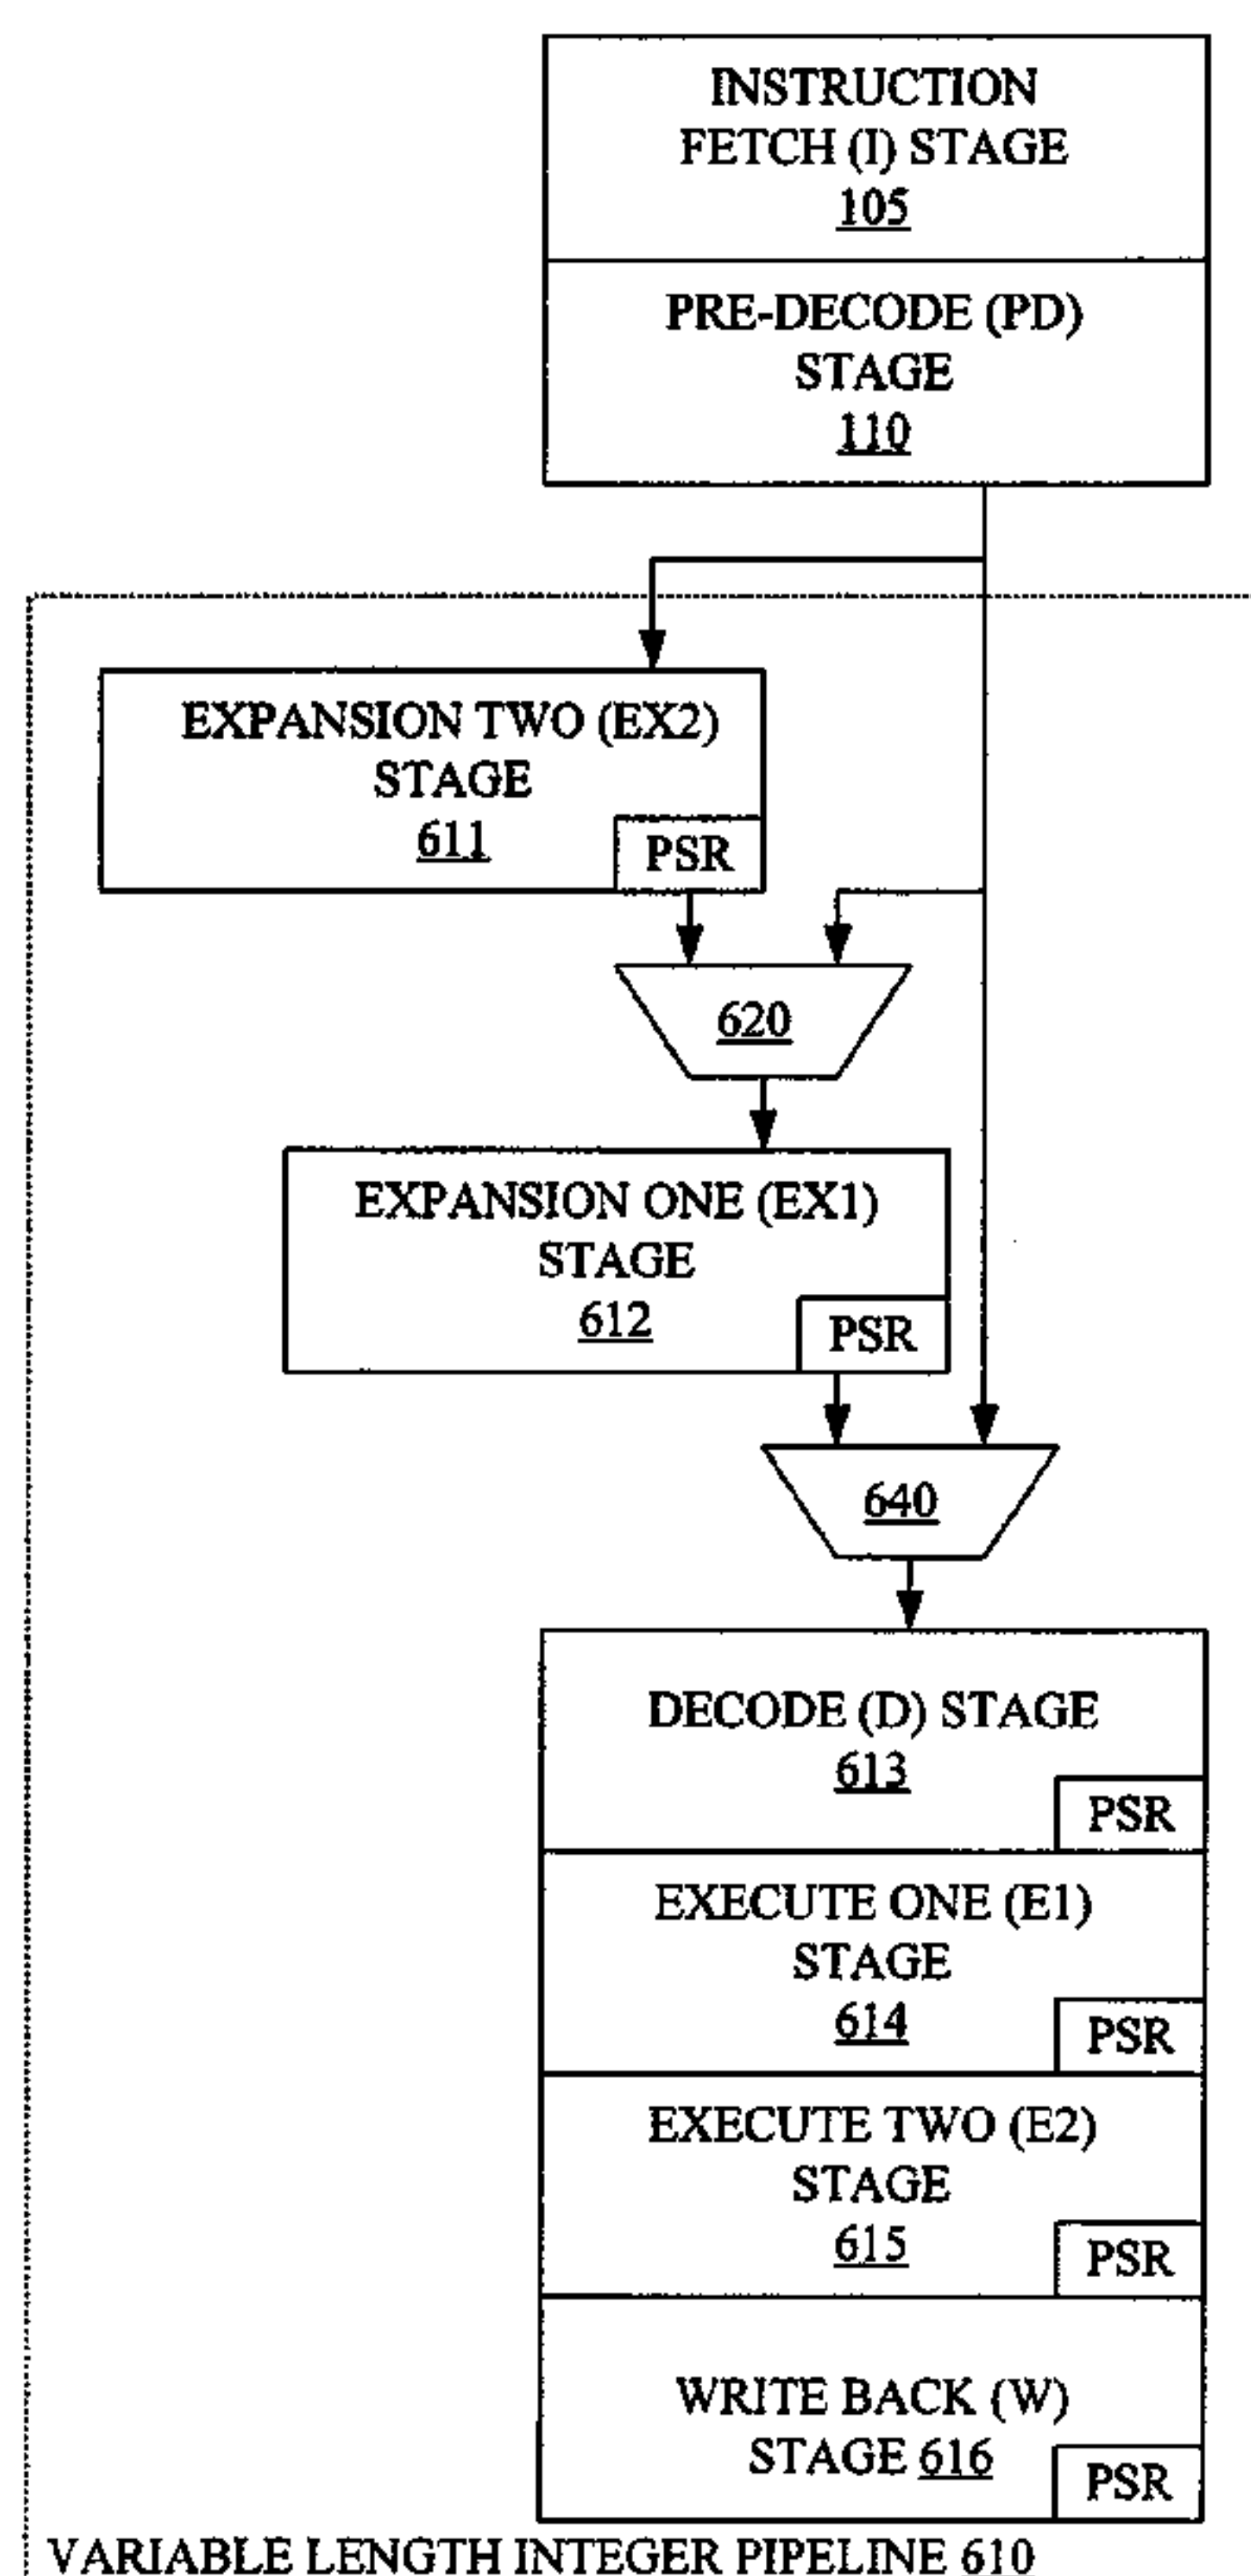 INSTRUCTION
FETCH (I) STAGE
105
PRE-DECODE (PD)
STAGE
110
EXPANSION TWO (EX2)
STAGE
611
PSR
620
EXPANSION ONE (EX1)
STAGE
612
PSR
640
DECODE (D) STAGE
613
PSR
EXECUTE ONE (E1)
STAGE
614
PSR
EXECUTE TWO (E2)
STAGE
615
PSR
WRITE BACK (W)
STAGE 616
PSR
VARIABLE LENGTH INTEGER PIPELINE 610